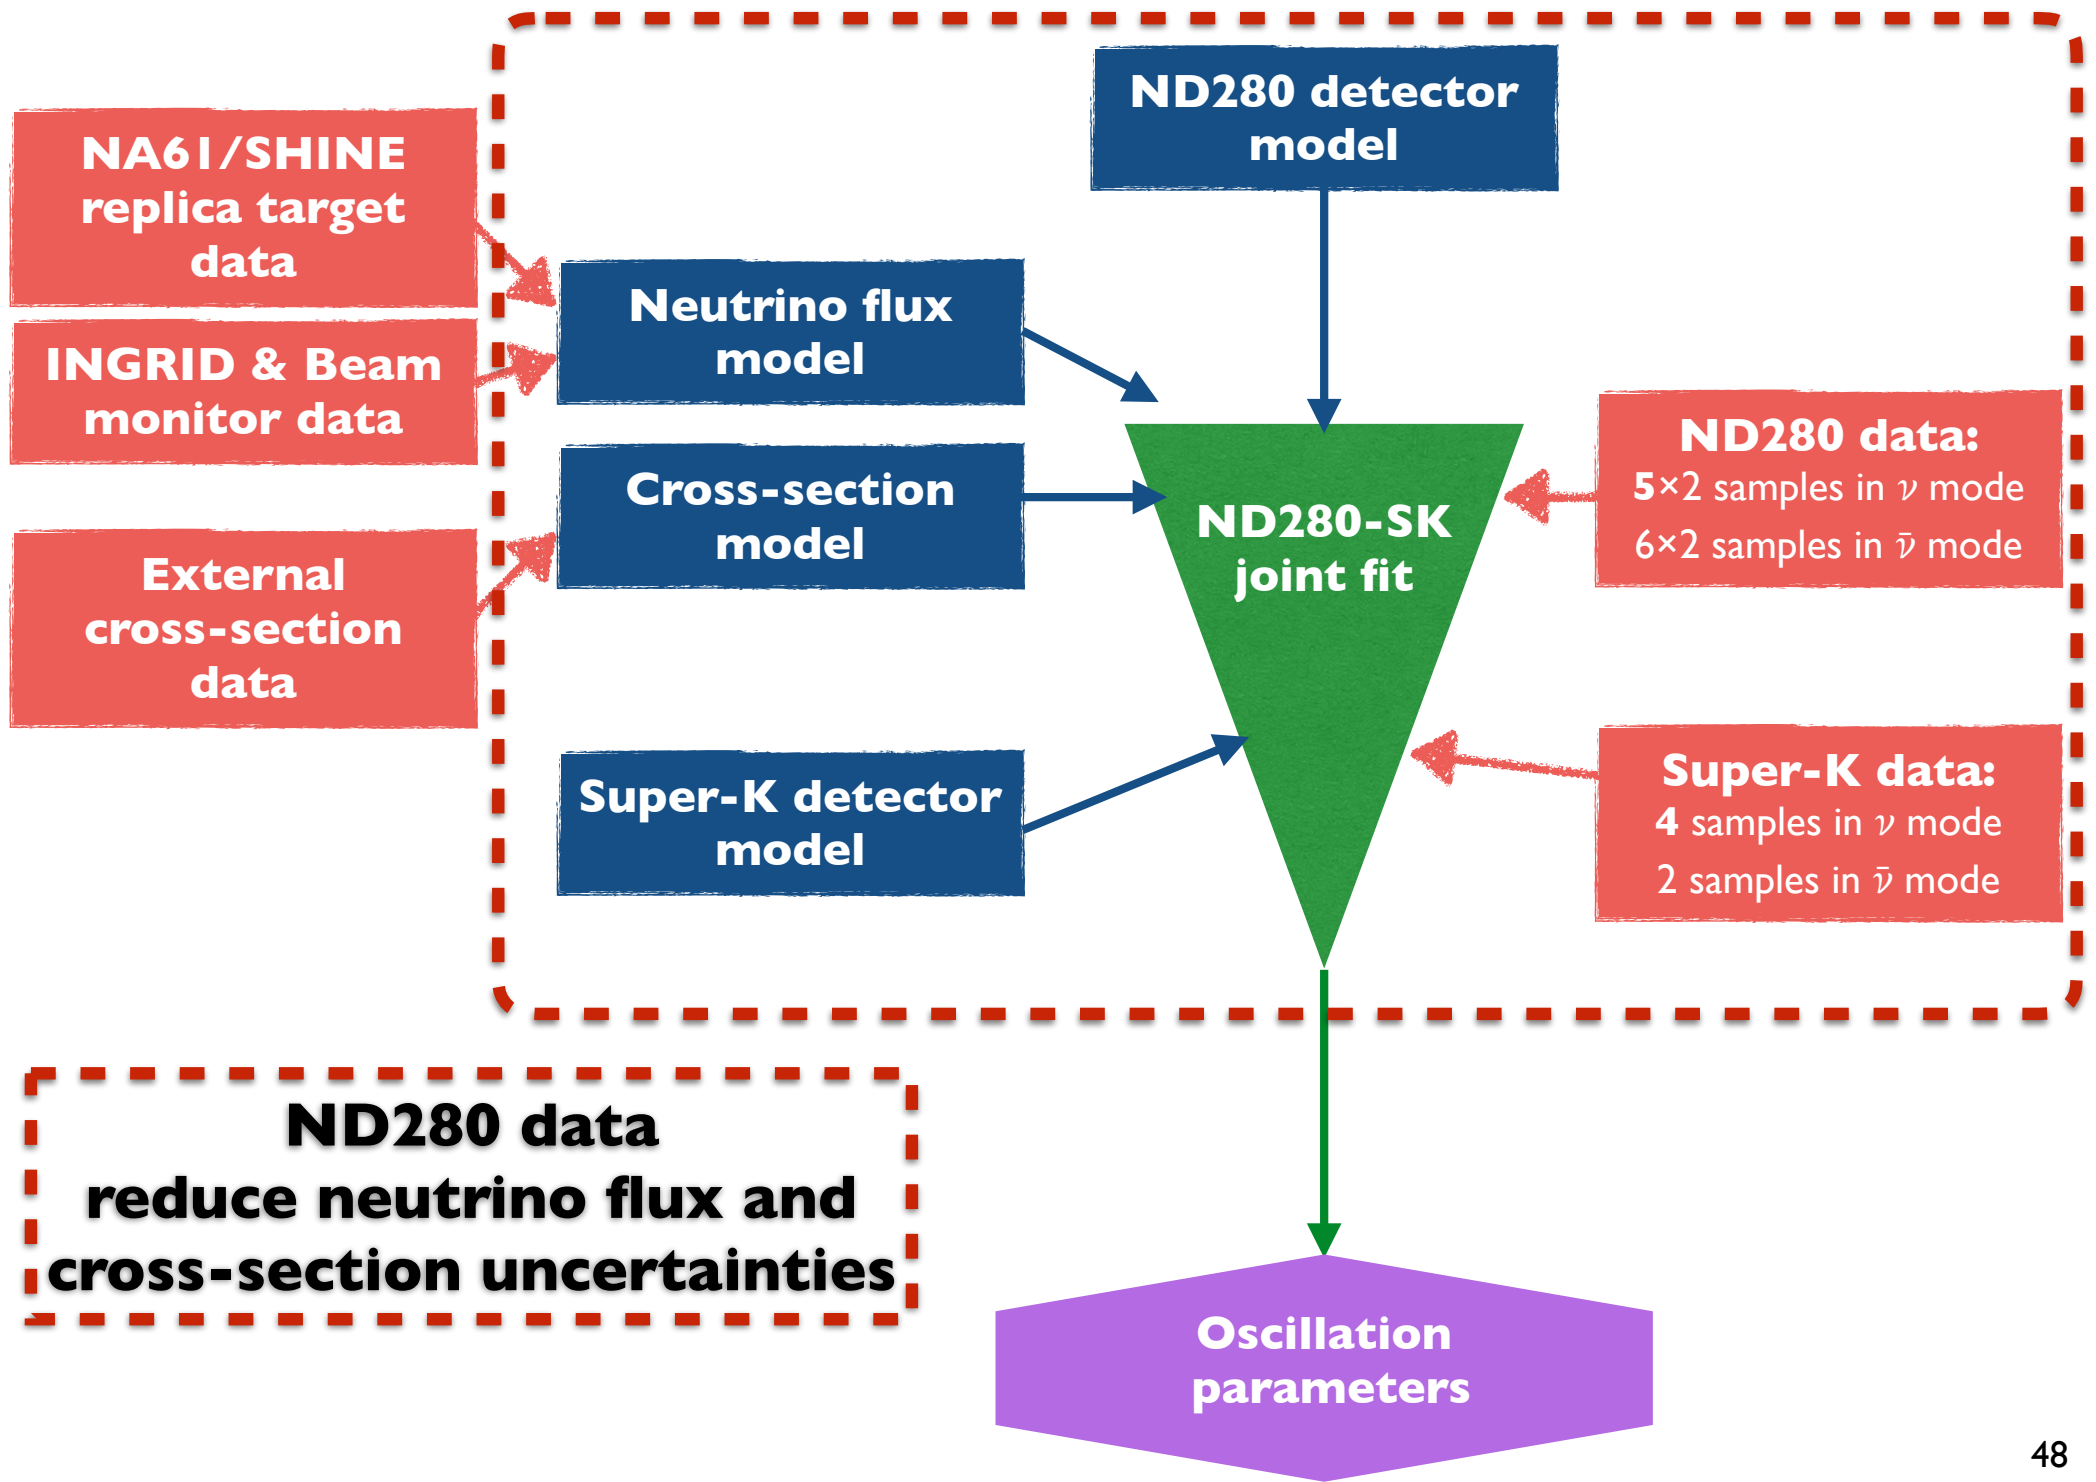 ND280 detector
model
NA61/SHINE
replica target
data
Neutrino flux
model
INGRID & Beam
monitor data
Cross-section
model
External
cross-section
data
ND280-SK
joint fit
ND280 data:
5×2 samples in ν mode
6×2 samples in ν̄ mode
Super-K detector
model
Super-K data:
4 samples in ν mode
2 samples in ν̄ mode
ND280 data
reduce neutrino flux and
cross-section uncertainties
Oscillation
parameters
48